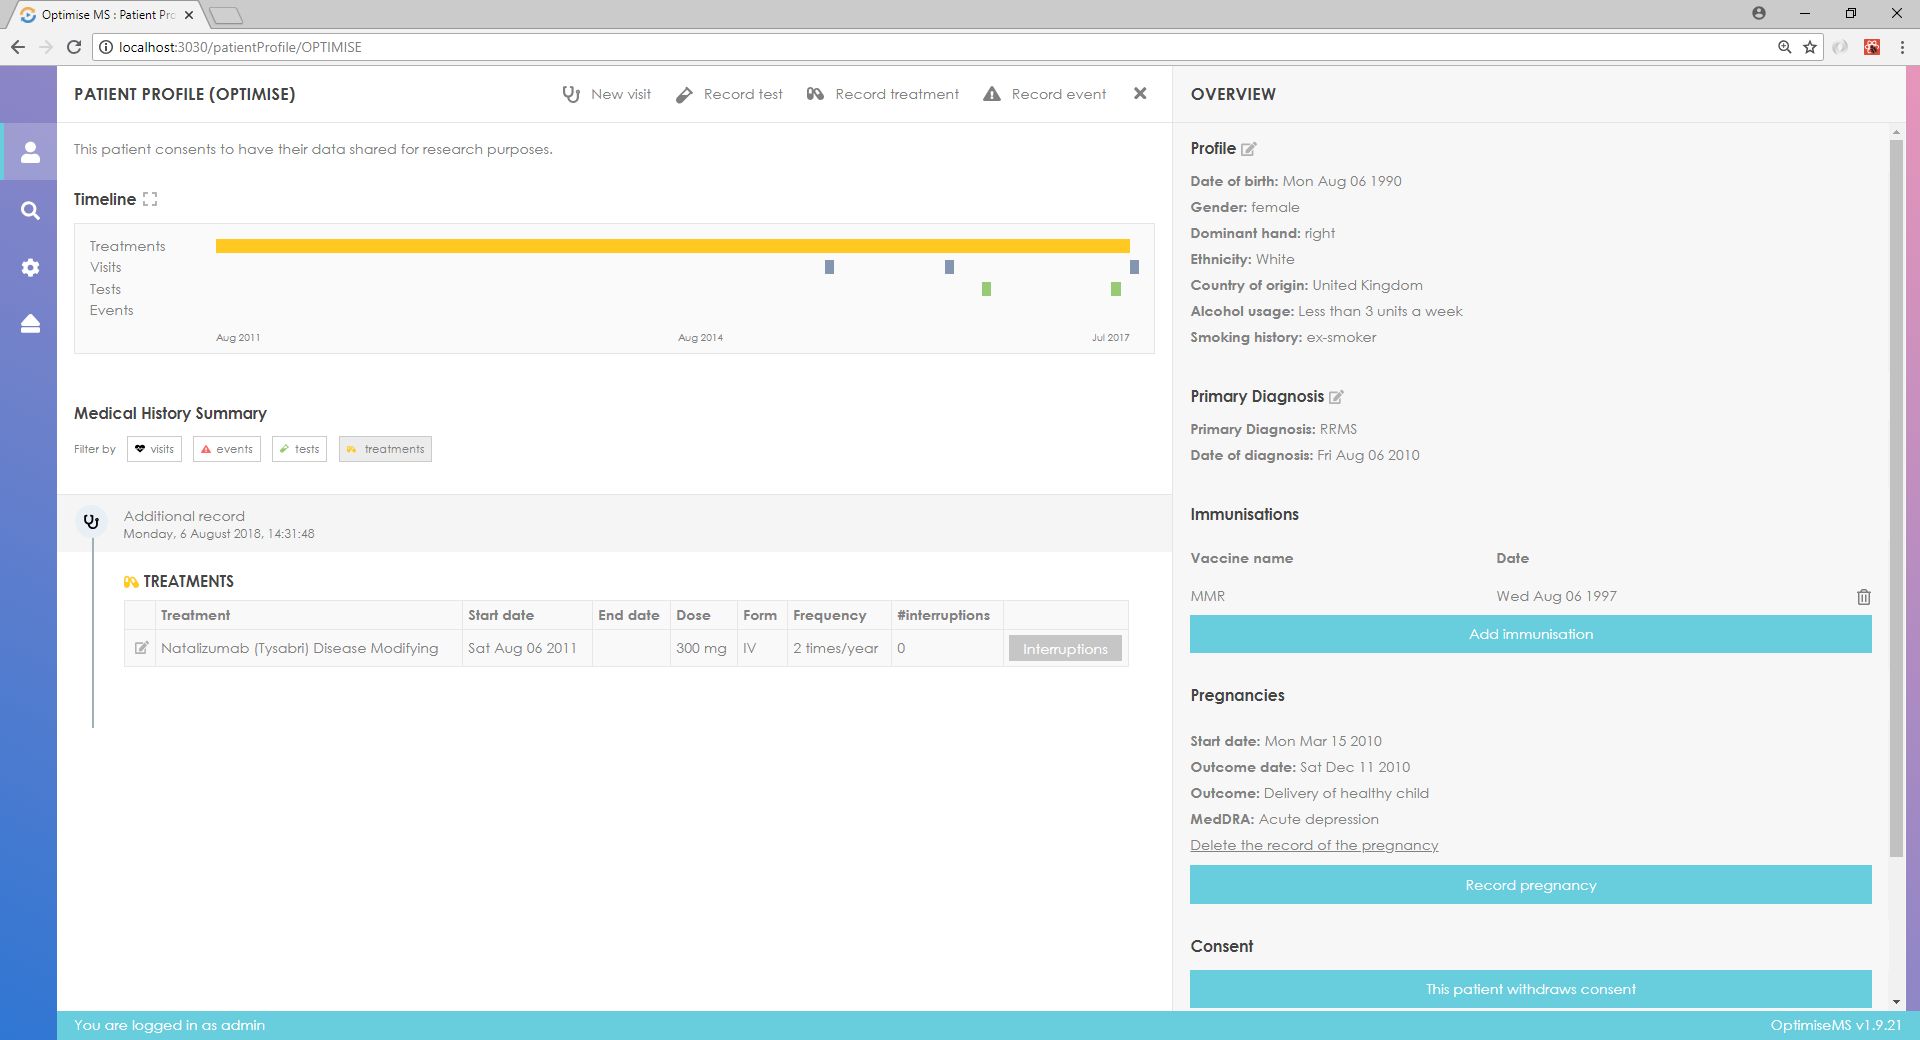 Optimise MS : Patient Pro
localhost:3030/patientProfile/OPTIMISE
PATIENT PROFILE (OPTIMISE)
New visit
Record test
Record treatment
Record event
This patient consents to have their data shared for research purposes.
Timeline
Treatments
Visits
Tests
Events
Aug 2011
Aug 2014
Jul 2017
Medical History Summary
Filter by
visits
events
tests
treatments
Additional record
Monday, 6 August 2018, 14:31:48
TREATMENTS
Treatment Start date End date Dose Form Frequency #interruptions
Natalizumab (Tysabri) Disease Modifying Sat Aug 06 2011 300 mg IV 2 times/year 0 Interruptions
OVERVIEW
Profile
Date of birth: Mon Aug 06 1990
Gender: female
Dominant hand: right
Ethnicity: White
Country of origin: United Kingdom
Alcohol usage: Less than 3 units a week
Smoking history: ex-smoker
Primary Diagnosis
Primary Diagnosis: RRMS
Date of diagnosis: Fri Aug 06 2010
Immunisations
Vaccine name Date
MMR Wed Aug 06 1997
Add immunisation
Pregnancies
Start date: Mon Mar 15 2010
Outcome date: Sat Dec 11 2010
Outcome: Delivery of healthy child
MedDRA: Acute depression
Delete the record of the pregnancy
Record pregnancy
Consent
This patient withdraws consent
You are logged in as admin
OptimiseMS v1.9.21